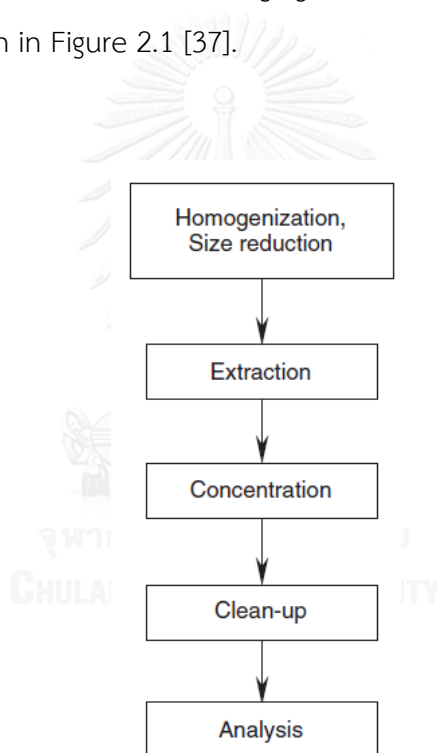 n in Figure 2.1 [37].
Homogenization,
Size reduction
Extraction
Concentration
Clean-up
Analysis